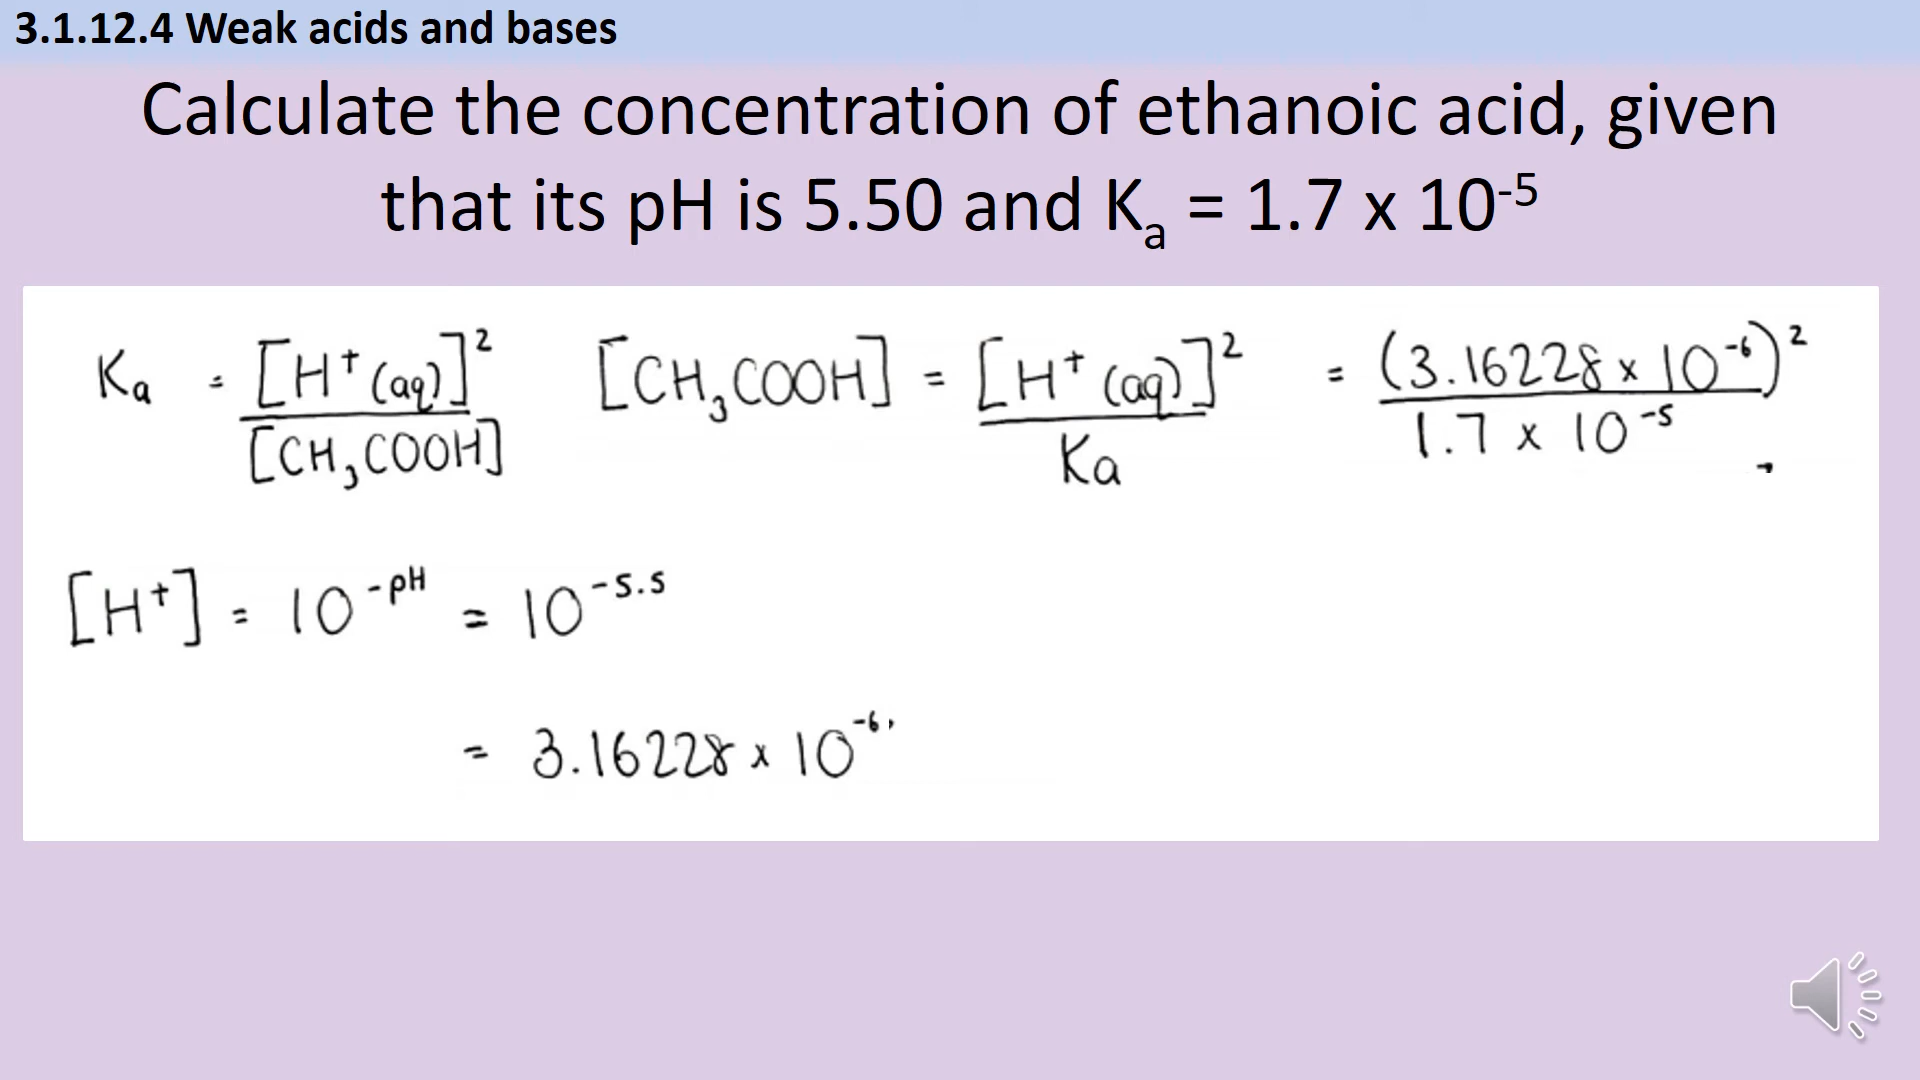 3.1.12.4 Weak acids and bases
Calculate the concentration of ethanoic acid, given
that its pH is 5.50 and Kₐ = 1.7 x 10⁻⁵
Ka = [H⁺(aq)]² / [CH₃COOH]   [CH₃COOH] = [H⁺(aq)]² / Ka   = (3.16228 x 10⁻⁶)² / 1.7 x 10⁻⁵
[H⁺] = 10^-pH = 10^-5.5
= 3.16228 x 10⁻⁶